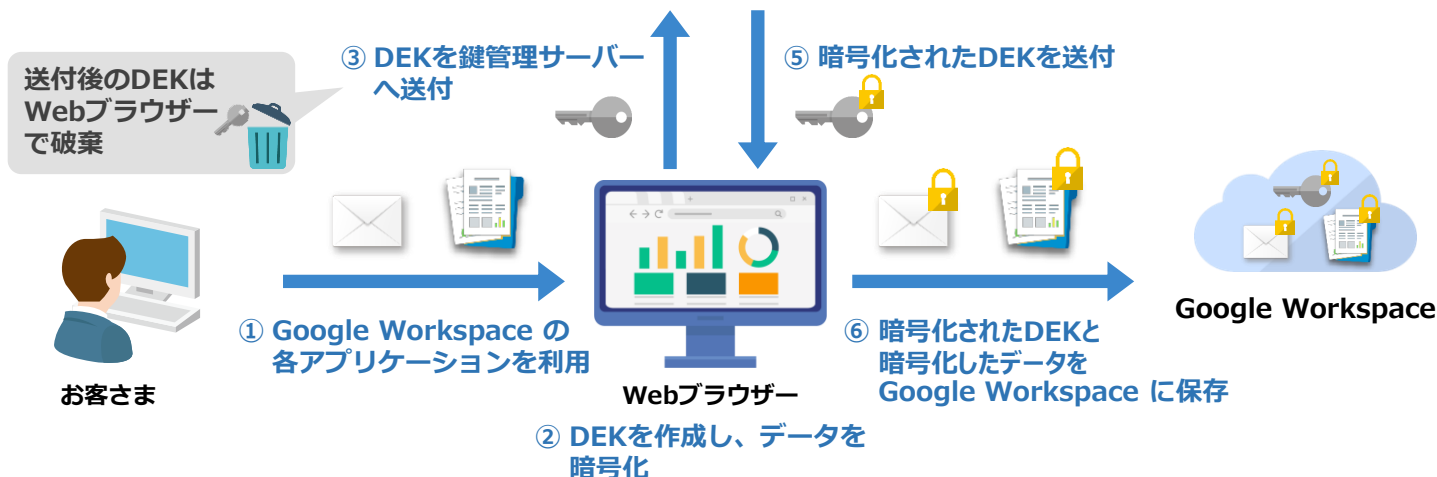 ③ DEKを鍵管理サーバー
へ送付
⑤ 暗号化されたDEKを送付
送付後のDEKは
Webブラウザー
で破棄
① Google Workspace の
各アプリケーションを利用
お客さま
Webブラウザー
② DEKを作成し、データを
暗号化
⑥ 暗号化されたDEKと
暗号化したデータを
Google Workspace に保存
Google Workspace